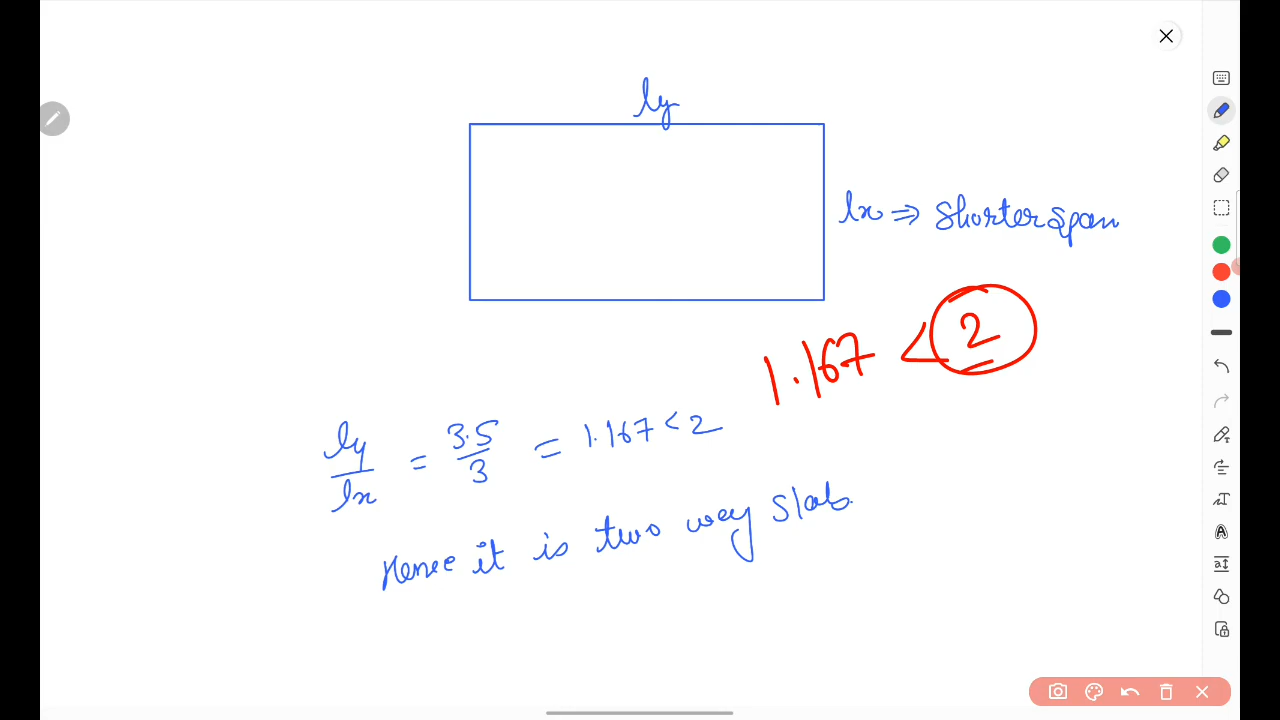 ly
lx ⇒ Shorter span
1.167 < 2
ly/lx = 3.5/3 = 1.167 < 2
Hence it is two way slab.